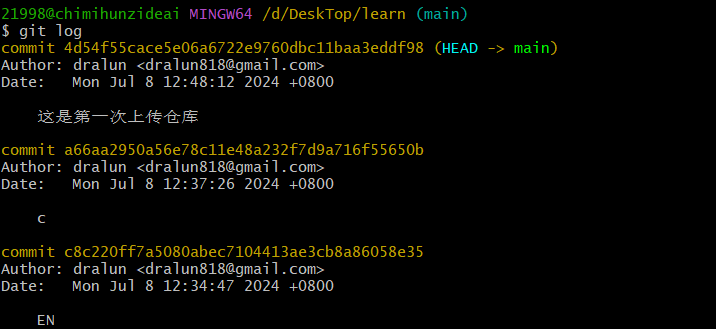 21998@chimihunzideai MINGW64 /d/DeskTop/learn (main)
$ git log
commit 4d54f55cace5e06a6722e9760dbc11baa3eddf98 (HEAD -> main)
Author: dralun <dralun818@gmail.com>
Date:   Mon Jul 8 12:48:12 2024 +0800
这是第一次上传仓库
commit a66aa2950a56e78c11e48a232f7d9a716f55650b
Author: dralun <dralun818@gmail.com>
Date:   Mon Jul 8 12:37:26 2024 +0800
c
commit c8c220ff7a5080abec7104413ae3cb8a86058e35
Author: dralun <dralun818@gmail.com>
Date:   Mon Jul 8 12:34:47 2024 +0800
EN